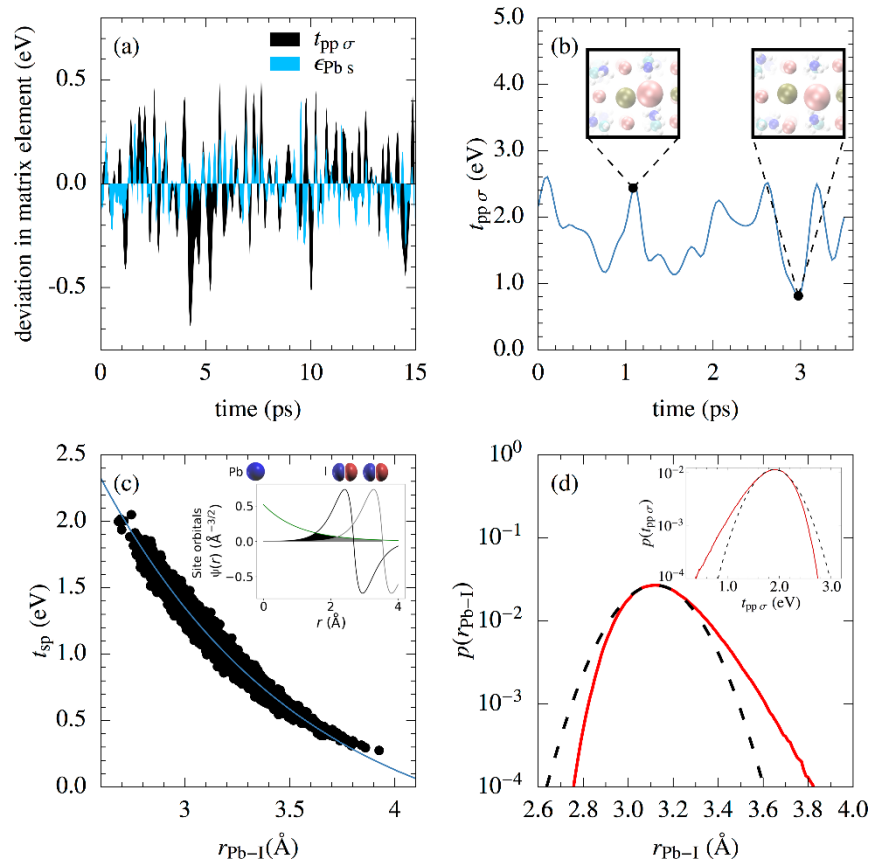 (a)
t_pp σ
ϵ_Pb s
0.5
0.0
-0.5
deviation in matrix element (eV)
0 5 10 15
time (ps)
(b)
5.0
4.0
3.0
2.0
1.0
0.0
t_pp σ (eV)
0 1 2 3
time (ps)
(c)
2.5
2.0
1.5
1.0
0.5
0.0
t_sp (eV)
3 3.5 4
r_Pb−I(Å)
Pb I
Site orbitals
ψ(r) (Å^−3/2)
0.5
0.0
−0.5
0 2 4
r (Å)
(d)
10^0
10^-1
10^-2
10^-3
10^-4
p(r_Pb−I)
2.6 2.8 3.0 3.2 3.4 3.6 3.8 4.0
r_Pb−I (Å)
10^-2
10^-3
10^-4
p(t_pp σ)
1.0 2.0 3.0
t_pp σ (eV)